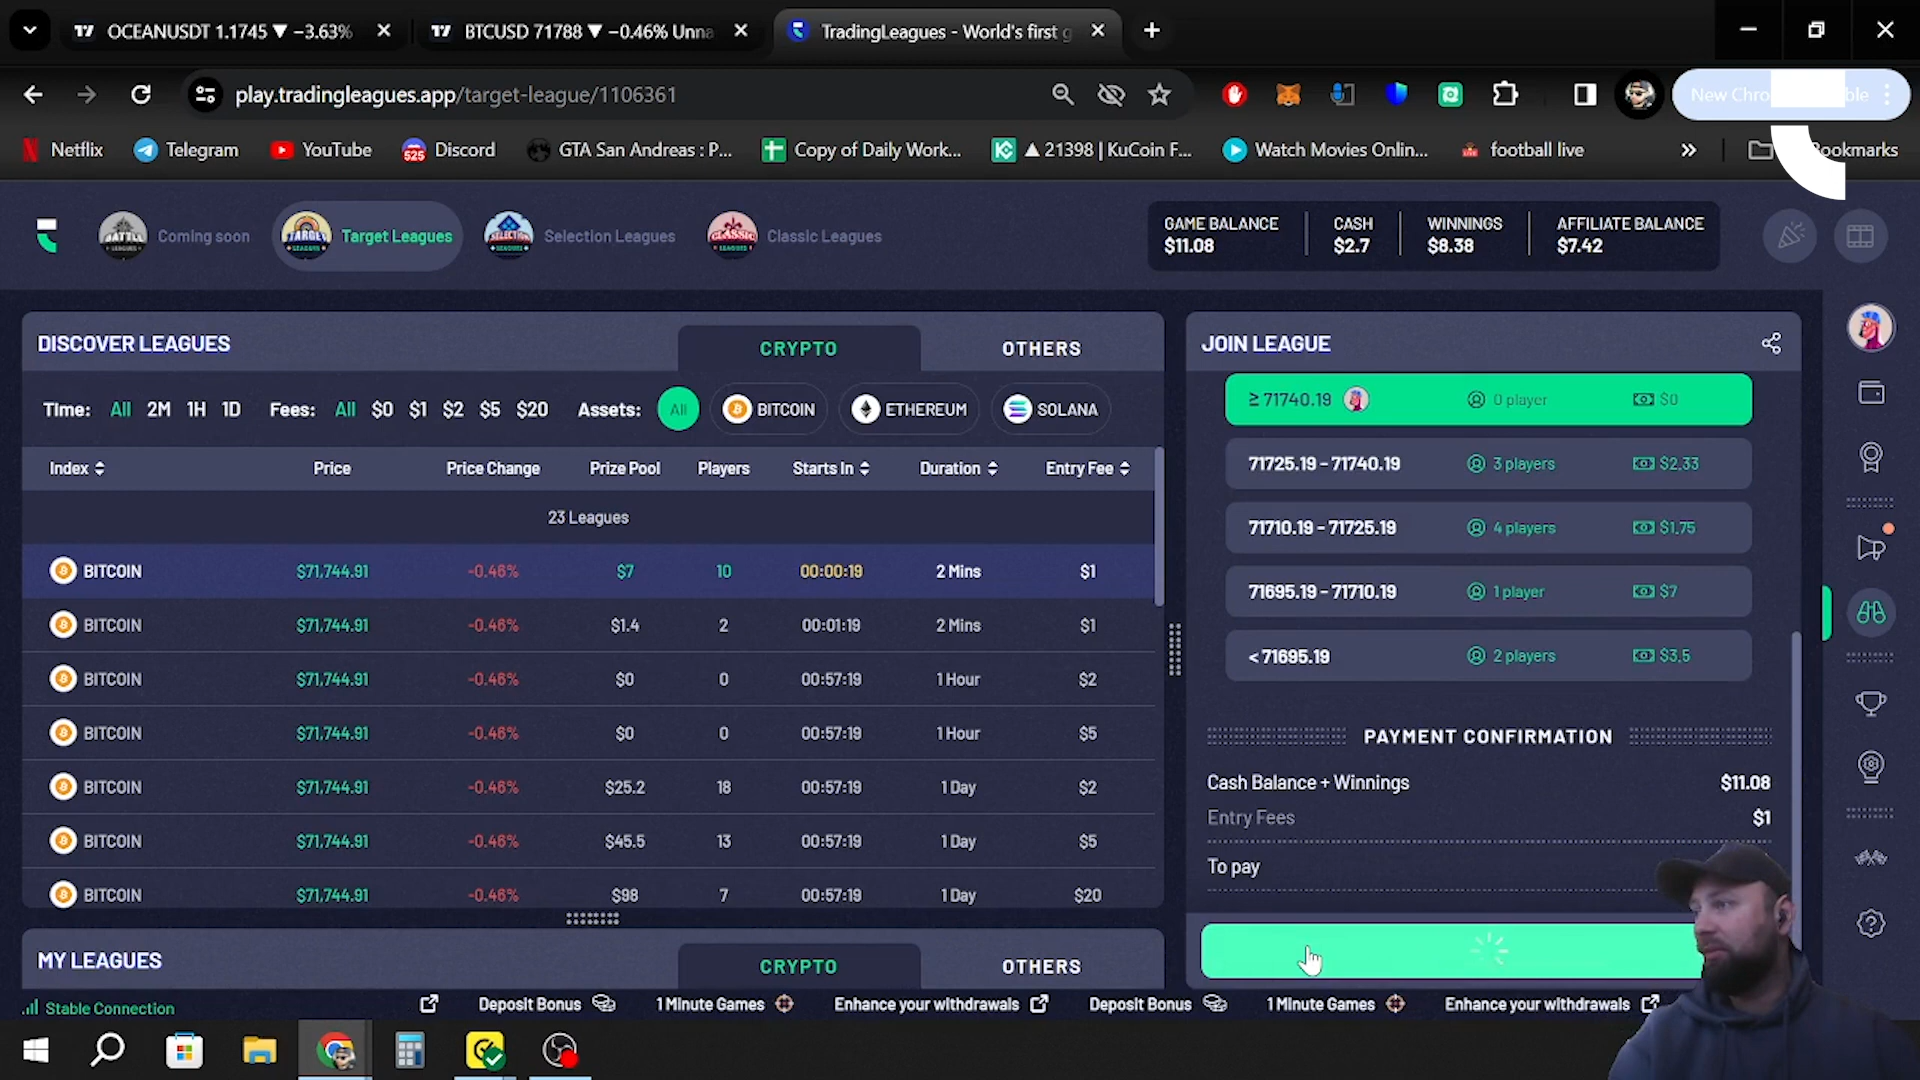 OCEANUSDT 1.1745 ▼ −3.63%
BTCUSD 71788 ▼ −0.46% Unna
TradingLeagues - World's first g
play.tradingleagues.app/target-league/1106361
New Chro ble
Netflix
Telegram
YouTube
525
Discord
GTA San Andreas : P...
Copy of Daily Work...
▲ 21398 | KuCoin F...
Watch Movies Onlin...
football live
»
ookmarks
BATTLE
LEAGUES
Coming soon
TARGET
LEAGUES
Target Leagues
SELECTION
LEAGUES
Selection Leagues
CLASSIC
LEAGUES
Classic Leagues
GAME BALANCE
$11.08
CASH
$2.7
WINNINGS
$8.38
AFFILIATE BALANCE
$7.42
DISCOVER LEAGUES
CRYPTO
OTHERS
Time: All 2M 1H 1D Fees: All $0 $1 $2 $5 $20 Assets: All BITCOIN ETHEREUM SOLANA
Index Price Price Change Prize Pool Players Starts In Duration Entry Fee
23 Leagues
BITCOIN $71,744.91 -0.46% $7 10 00:00:19 2 Mins $1
BITCOIN $71,744.91 -0.46% $1.4 2 00:01:19 2 Mins $1
BITCOIN $71,744.91 -0.46% $0 0 00:57:19 1 Hour $2
BITCOIN $71,744.91 -0.46% $0 0 00:57:19 1 Hour $5
BITCOIN $71,744.91 -0.46% $25.2 18 00:57:19 1 Day $2
BITCOIN $71,744.91 -0.46% $45.5 13 00:57:19 1 Day $5
BITCOIN $71,744.91 -0.46% $98 7 00:57:19 1 Day $20
MY LEAGUES
CRYPTO
OTHERS
JOIN LEAGUE
≥ 71740.19 0 player $0
71725.19 - 71740.19 3 players $2.33
71710.19 - 71725.19 4 players $1.75
71695.19 - 71710.19 1 player $7
< 71695.19 2 players $3.5
PAYMENT CONFIRMATION
Cash Balance + Winnings $11.08
Entry Fees $1
To pay
Stable Connection
Deposit Bonus
1 Minute Games
Enhance your withdrawals
Deposit Bonus
1 Minute Games
Enhance your withdrawals